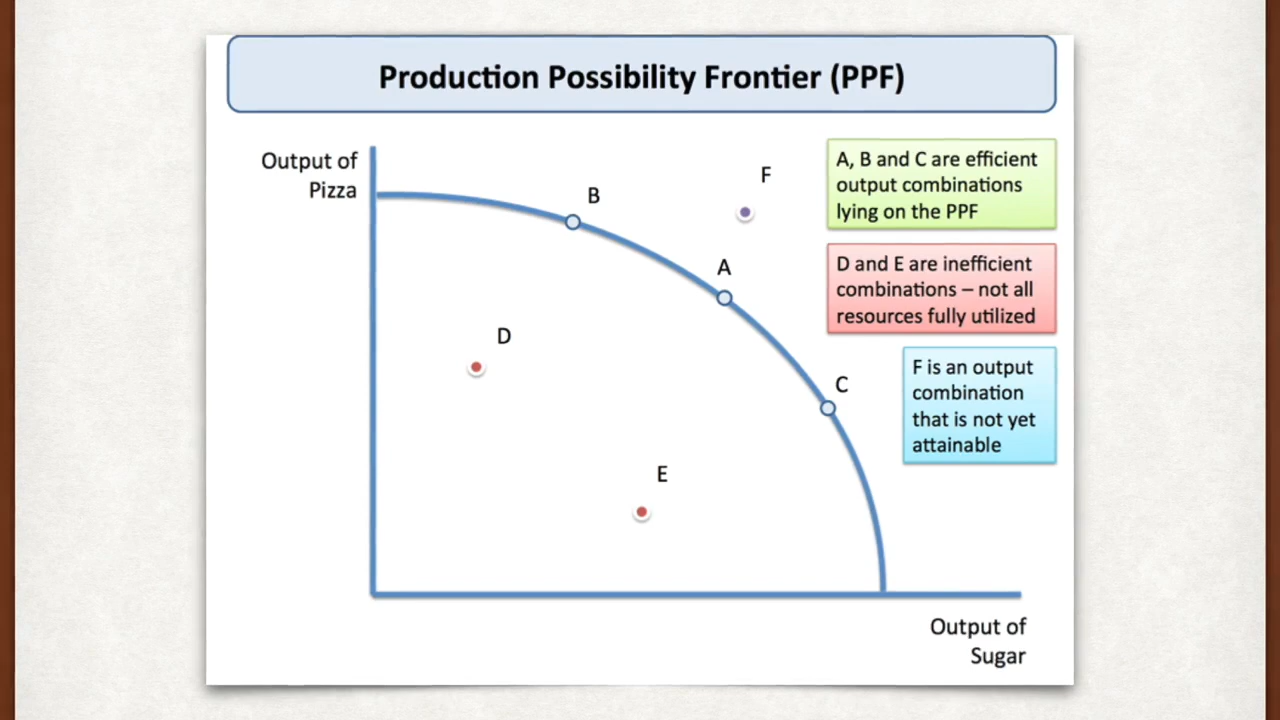 Production Possibility Frontier (PPF)
Output of
Pizza
B
F
A
D
C
E
A, B and C are efficient
output combinations
lying on the PPF
D and E are inefficient
combinations – not all
resources fully utilized
F is an output
combination
that is not yet
attainable
Output of
Sugar